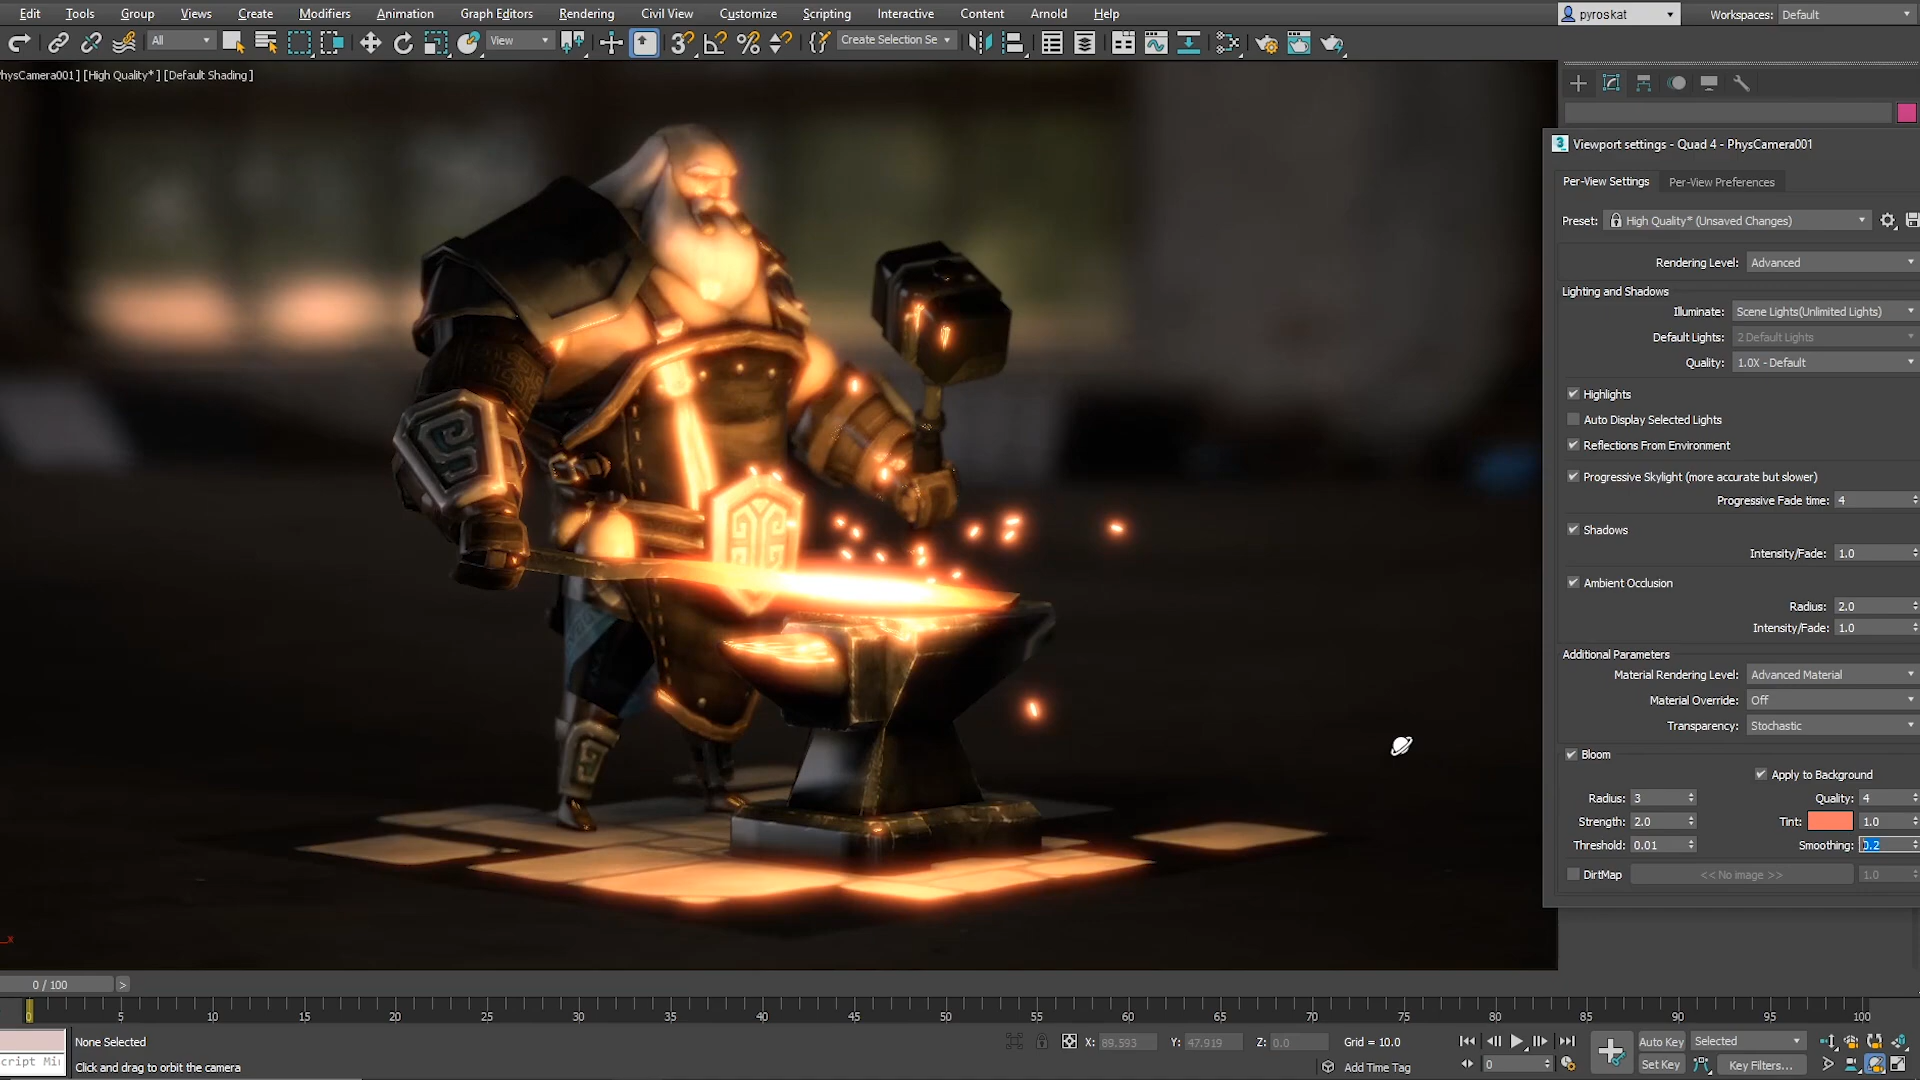 Edit Tools Group Views Create Modifiers Animation Graph Editors Rendering Civil View Customize Scripting Interactive Content Arnold Help pyroskat Workspaces: Default
All View Create Selection Se
hysCamera001 ] [High Quality* ] [Default Shading ]
Viewport settings - Quad 4 - PhysCamera001
Per-View Settings Per-View Preferences
Preset: High Quality* (Unsaved Changes)
Rendering Level: Advanced
Lighting and Shadows
Illuminate: Scene Lights(Unlimited Lights)
Default Lights: 2 Default Lights
Quality: 1.0X - Default
Highlights
Auto Display Selected Lights
Reflections From Environment
Progressive Skylight (more accurate but slower)
Progressive Fade time: 4
Shadows
Intensity/Fade: 1.0
Ambient Occlusion
Radius: 2.0
Intensity/Fade: 1.0
Additional Parameters
Material Rendering Level: Advanced Material
Material Override: Off
Transparency: Stochastic
Bloom
Apply to Background
Radius: 3 Quality: 4
Strength: 2.0 Tint: 1.0
Threshold: 0.01 Smoothing: 0.2
DirtMap << No image >> 1.0
x
0 / 100 >
0 5 10 15 20 25 30 35 40 45 50 55 60 65 70 75 80 85 90 95 100
None Selected X: 89.593 Y: 47.919 Z: 0.0 Grid = 10.0 Auto Key Selected
cript Mi Click and drag to orbit the camera Add Time Tag 0 Set Key Key Filters...